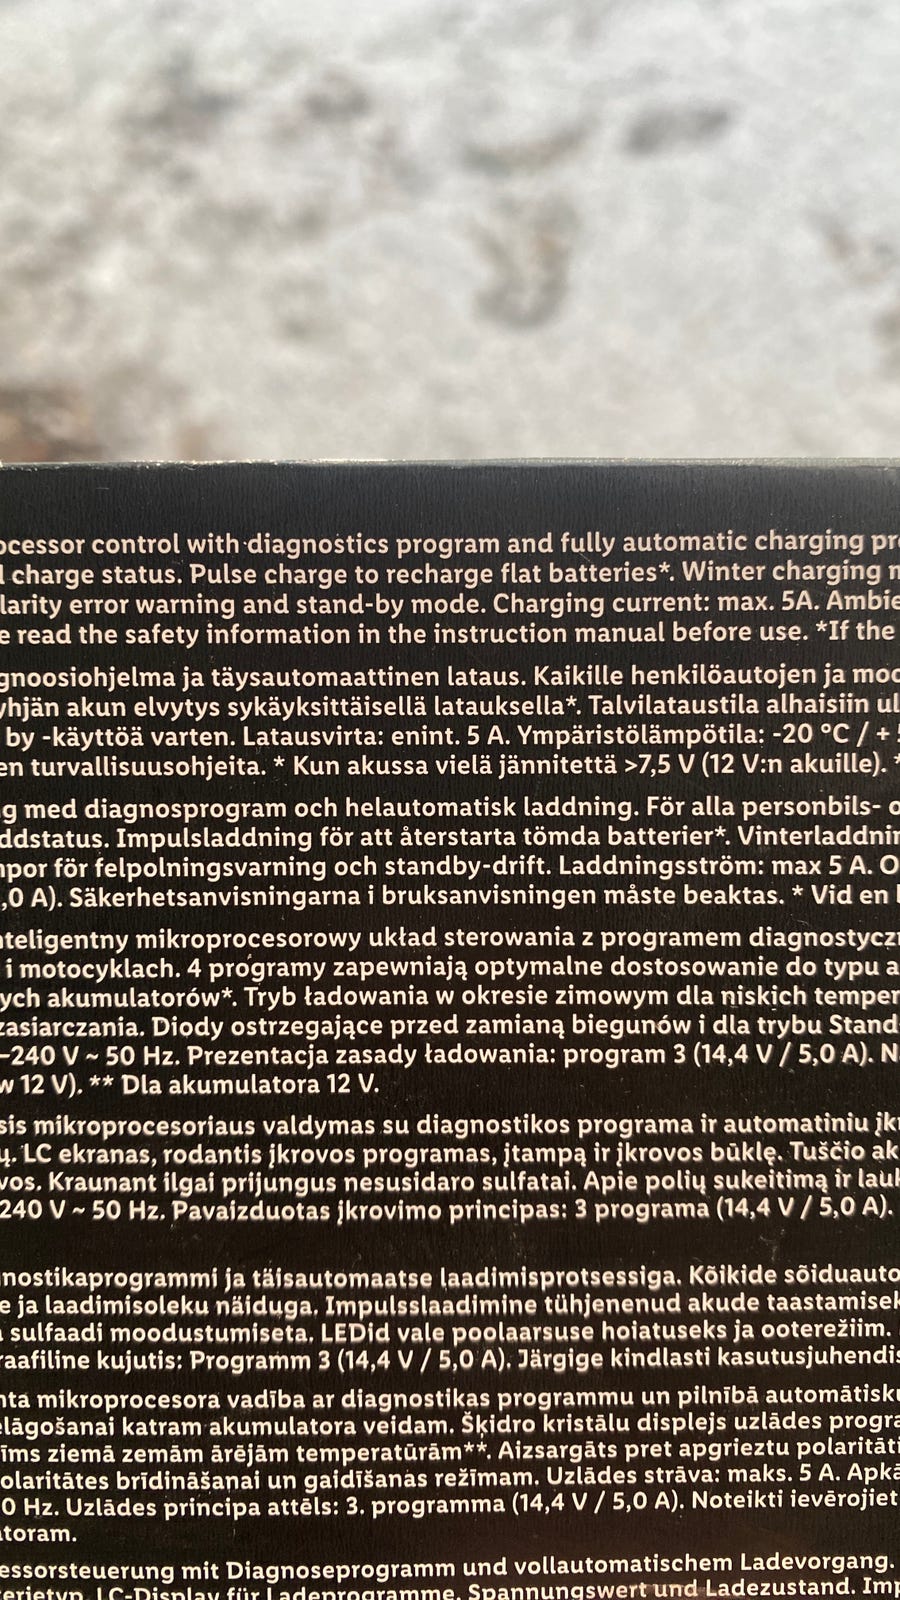 ocessor control with diagnostics program and fully automatic charging pr
charge status. Pulse charge to recharge flat batteries*. Winter charging
larity error warning and stand-by mode. Charging current: max. 5A. Ambie
e read the safety information in the instruction manual before use. *If the
gnoosiohjelma ja täysautomaattinen lataus. Kaikille henkilöautojen ja moo
yhjän akun elvytys sykäyksittäisellä latauksella*. Talvilataustila alhaisiin ul
by -käyttöä varten. Latausvirta: enint. 5 A. Ympäristölämpötila: -20 °C / + 5
en turvallisuusohjeita. * Kun akussa vielä jännitettä >7,5 V (12 V:n akuille). *
g med diagnosprogram och helautomatisk laddning. För alla personbils- o
ddstatus. Impulsladdning för att återstarta tömda batterier*. Vinterladdnin
npor för felpolningsvarning och standby-drift. Laddningsström: max 5 A. O
,0 A). Säkerhetsanvisningarna i bruksanvisningen måste beaktas. * Vid en
nteligentny mikroprocesorowy układ sterowania z programem diagnostycz
i motocyklach. 4 programy zapewniają optymalne dostosowanie do typu a
ych akumulatorów*. Tryb ładowania w okresie zimowym dla niskich temper
zasiarczania. Diody ostrzegające przed zamianą biegunów i dla trybu Stand
–240 V ~ 50 Hz. Prezentacja zasady ładowania: program 3 (14,4 V / 5,0 A). N
w 12 V). ** Dla akumulatora 12 V.
sis mikroprocesoriaus valdymas su diagnostikos programa ir automatiniu įkr
ų. LC ekranas, rodantis įkrovos programas, įtampą ir įkrovos būklę. Tuščio ak
vos. Kraunant ilgai prijungus nesusidaro sulfatai. Apie polių sukeitimą ir lauk
240 V ~ 50 Hz. Pavaizduotas įkrovimo principas: 3 programa (14,4 V / 5,0 A).
nostikaprogrammi ja täisautomaatse laadimisprotsessiga. Kõikide sõiduauto
e ja laadimisoleku näiduga. Impulsslaadimine tühjenenud akude taastamisek
sulfaadi moodustumiseta. LEDid vale poolaarsuse hoiatuseks ja ooterežiim.
raafiline kujutis: Programm 3 (14,4 V / 5,0 A). Järgige kindlasti kasutusjuhendis
nta mikroprocesora vadība ar diagnostikas programmu un pilnībā automātisku
elāgošanai katram akumulatora veidam. Šķidro kristālu displejs uzlādes progra
īms ziemā zemām ārējām temperatūrām**. Aizsargāts pret apgrieztu polaritāti
olaritātes brīdināšanai un gaidīšanas režīmam. Uzlādes strāva: maks. 5 A. Apkā
0 Hz. Uzlādes principa attēls: 3. programma (14,4 V / 5,0 A). Noteikti ievērojiet
atoram.
essorsteuerung mit Diagnoseprogramm und vollautomatischem Ladevorgang.
erietyp. LC-Display für Ladeprogramme, Spannungswert und Ladezustand. Imp